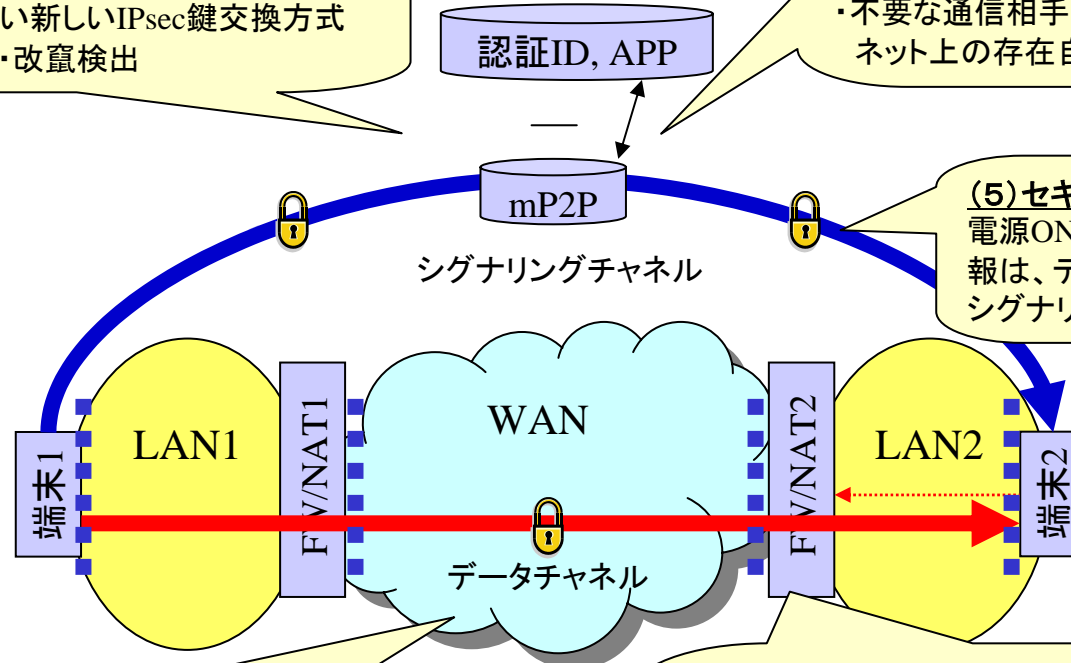 い新しいIPsec鍵交換方式
・改竄検出
認証ID, APP
・不要な通信相手
ネット上の存在自
mP2P
(5)セキ
電源ON
報は、デ
シグナリ
シグナリングチャネル
端末1
LAN1
FW/NAT1
WAN
データチャネル
FW/NAT2
LAN2
端末2